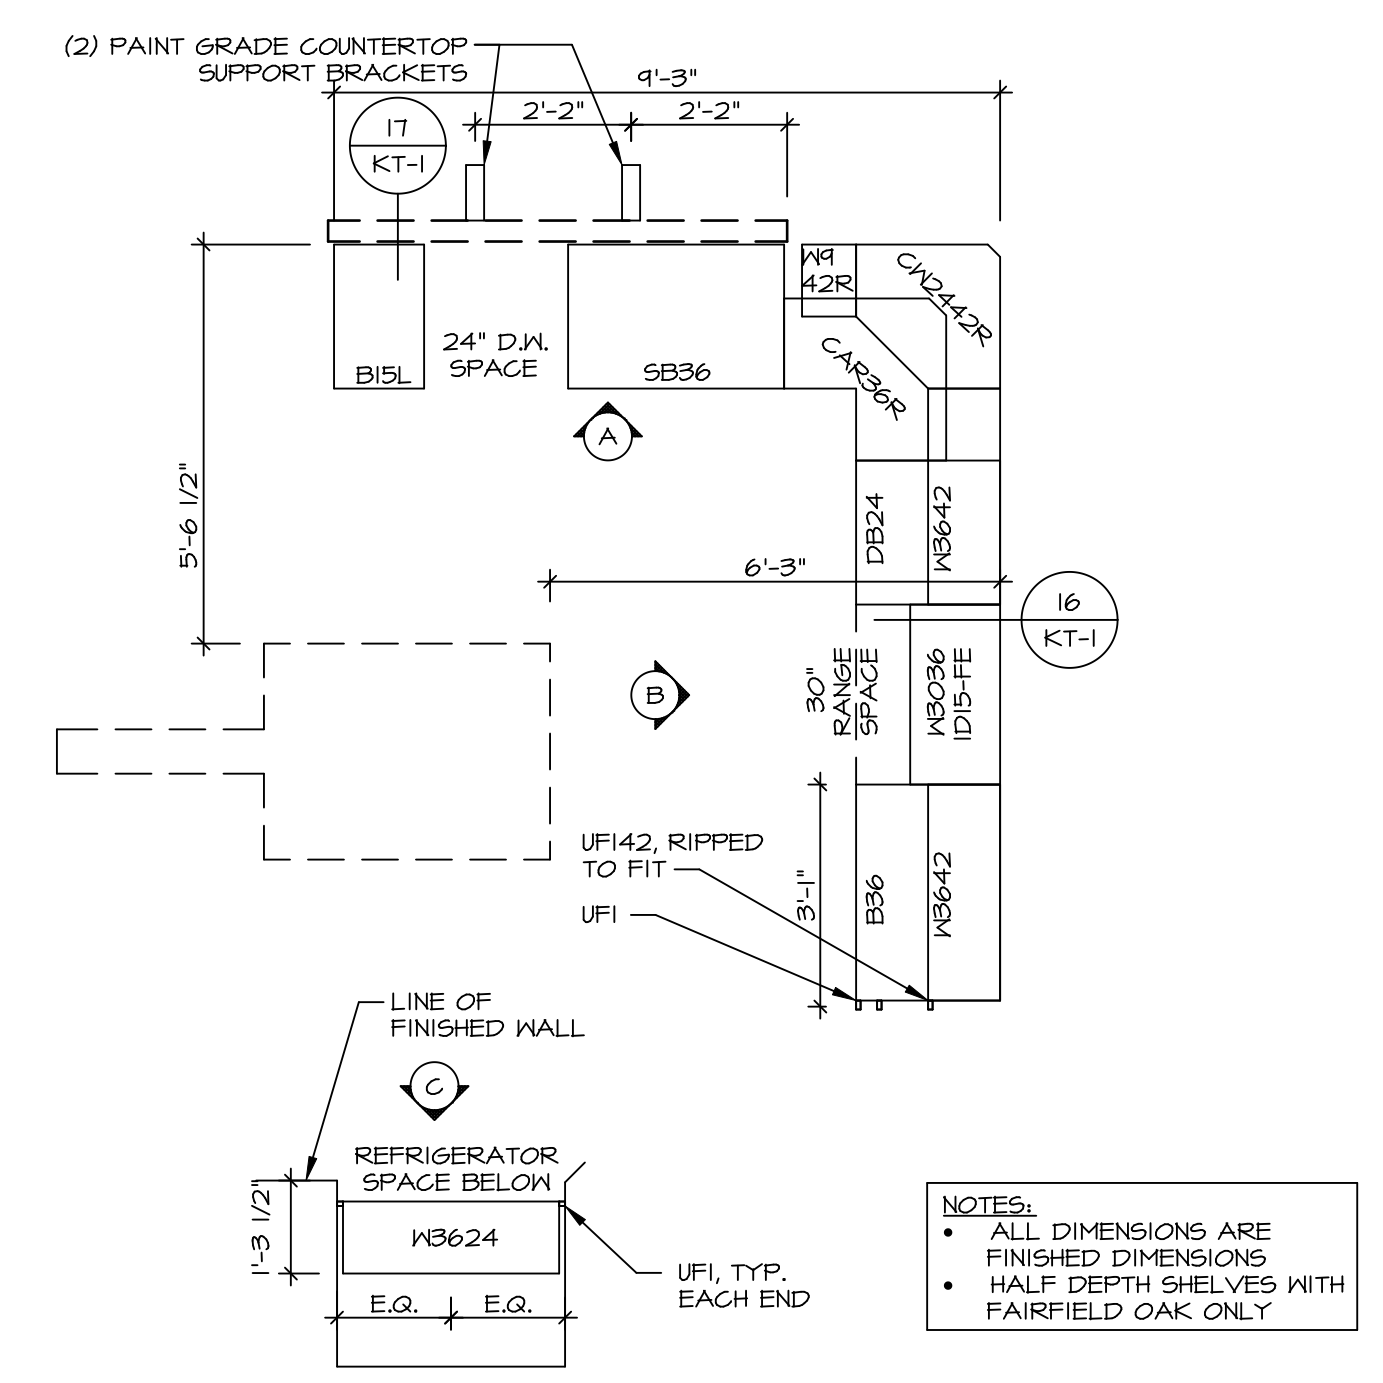 (2) PAINT GRADE COUNTERTOP
SUPPORT BRACKETS
9'-3"
2'-2"
2'-2"
17
KT-1
W9
42R
CW2442R
24" D.W.
SPACE
B15L
SB36
CAR36R
A
5'-6 1/2"
DB24
W3642
6'-3"
16
KT-1
30"
RANGE
SPACE
W3036
ID15-FE
B
UF142, RIPPED
TO FIT
UF1
3'-1"
B36
W3642
LINE OF
FINISHED WALL
C
REFRIGERATOR
SPACE BELOW
1'-3 1/2"
W3624
E.Q.
E.Q.
UF1, TYP.
EACH END
NOTES:
• ALL DIMENSIONS ARE
FINISHED DIMENSIONS
• HALF DEPTH SHELVES WITH
FAIRFIELD OAK ONLY